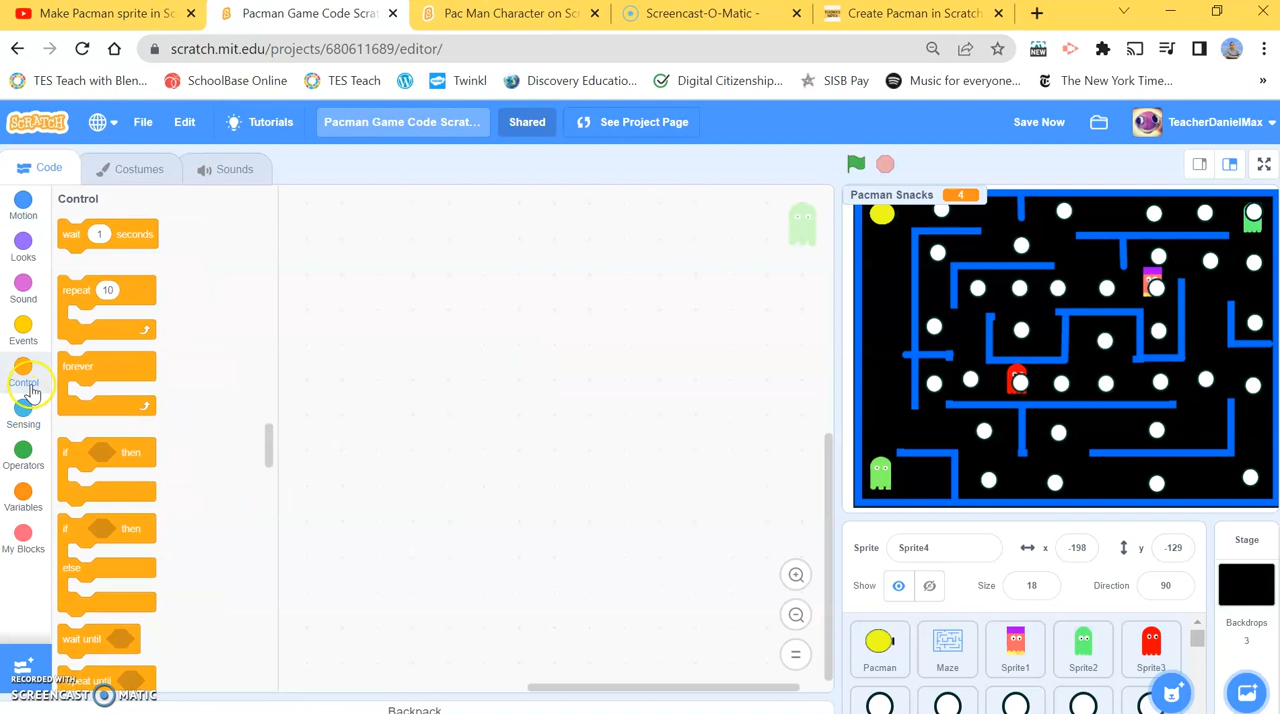 Make Pacman sprite in Sc
Pacman Game Code Scrat
Pac Man Character on Scr
Screencast-O-Matic -
Create Pacman in Scratch
scratch.mit.edu/projects/680611689/editor/
NEW
TES Teach with Blen...
SchoolBase Online
TES Teach
Twinkl
Discovery Educatio...
Digital Citizenship...
SISB Pay
Music for everyone...
The New York Time...
SCRATCH
File
Edit
Tutorials
Pacman Game Code Scrat...
Shared
See Project Page
Save Now
TeacherDanielMax
Code
Costumes
Sounds
Motion
Looks
Sound
Events
Control
Sensing
Operators
Variables
My Blocks
Control
wait 1 seconds
repeat 10
forever
if then
if then
else
wait until
repeat until
Pacman Snacks 4
Sprite Sprite4 x -198 y -129
Show Size 18 Direction 90
Pacman
Maze
Sprite1
Sprite2
Sprite3
Stage
Backdrops
3
Backpack
RECORDED WITH
SCREENCAST MATIC